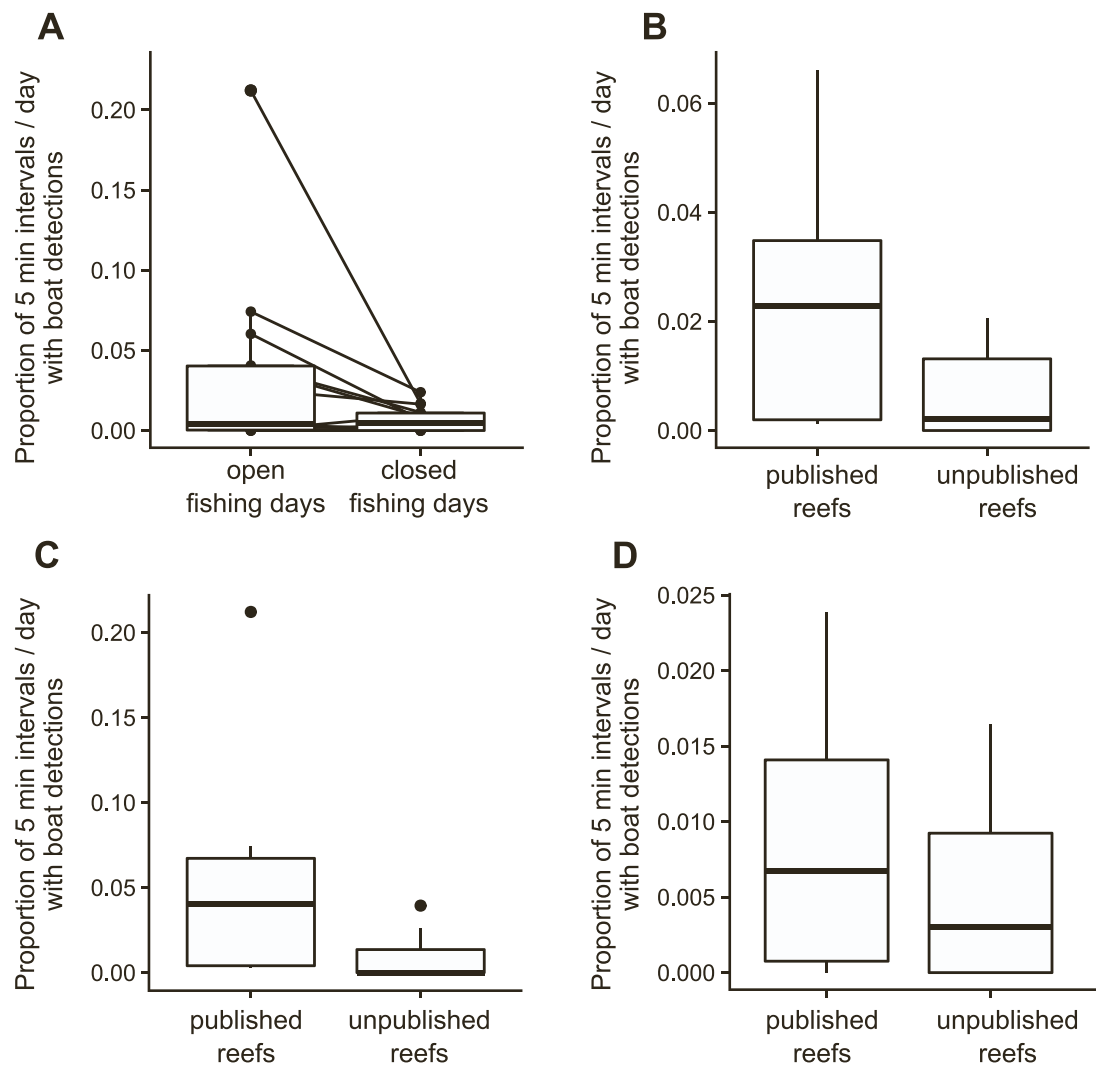 A
Proportion of 5 min intervals / day
with boat detections
0.20
0.15
0.10
0.05
0.00
open
fishing days
closed
fishing days
B
Proportion of 5 min intervals / day
with boat detections
0.06
0.04
0.02
0.00
published
reefs
unpublished
reefs
C
Proportion of 5 min intervals / day
with boat detections
0.20
0.15
0.10
0.05
0.00
published
reefs
unpublished
reefs
D
Proportion of 5 min intervals / day
with boat detections
0.025
0.020
0.015
0.010
0.005
0.000
published
reefs
unpublished
reefs